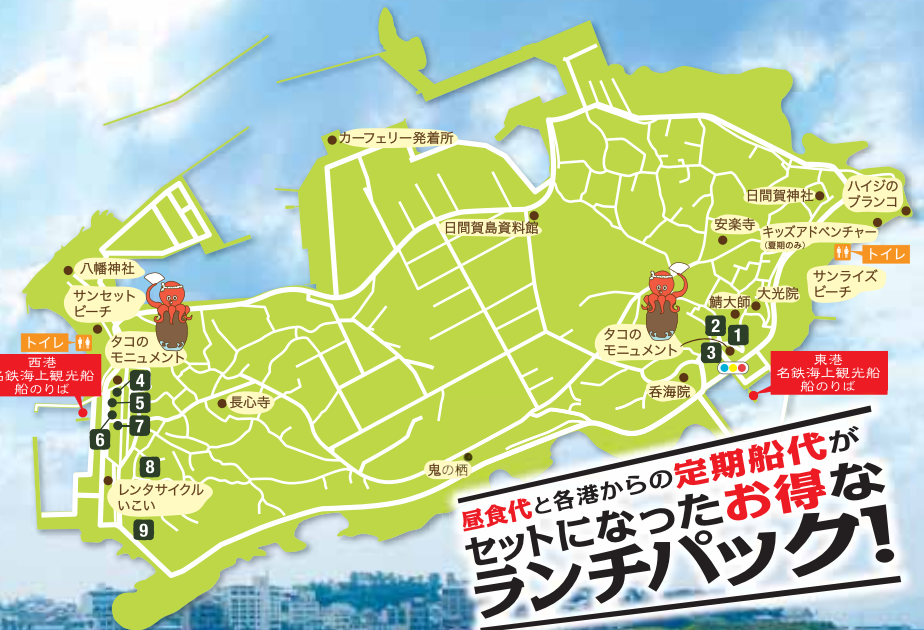 カーフェリー発着所
日間賀島資料館
日間賀神社
ハイジの
ブランコ
安楽寺
キッズアドベンチャー
(夏期のみ)
トイレ
サンライズ
ビーチ
大光院
鯖大師
2
1
3
タコの
モニュメント
呑海院
東港
名鉄海上観光船
船のりば
八幡神社
サンセット
ビーチ
トイレ
タコの
モニュメント
西港
名鉄海上観光船
船のりば
4
5
6
7
長心寺
8
レンタサイクル
いこい
9
鬼の栖
昼食代と各港からの定期船代が
セットになったお得な
ランチパック!